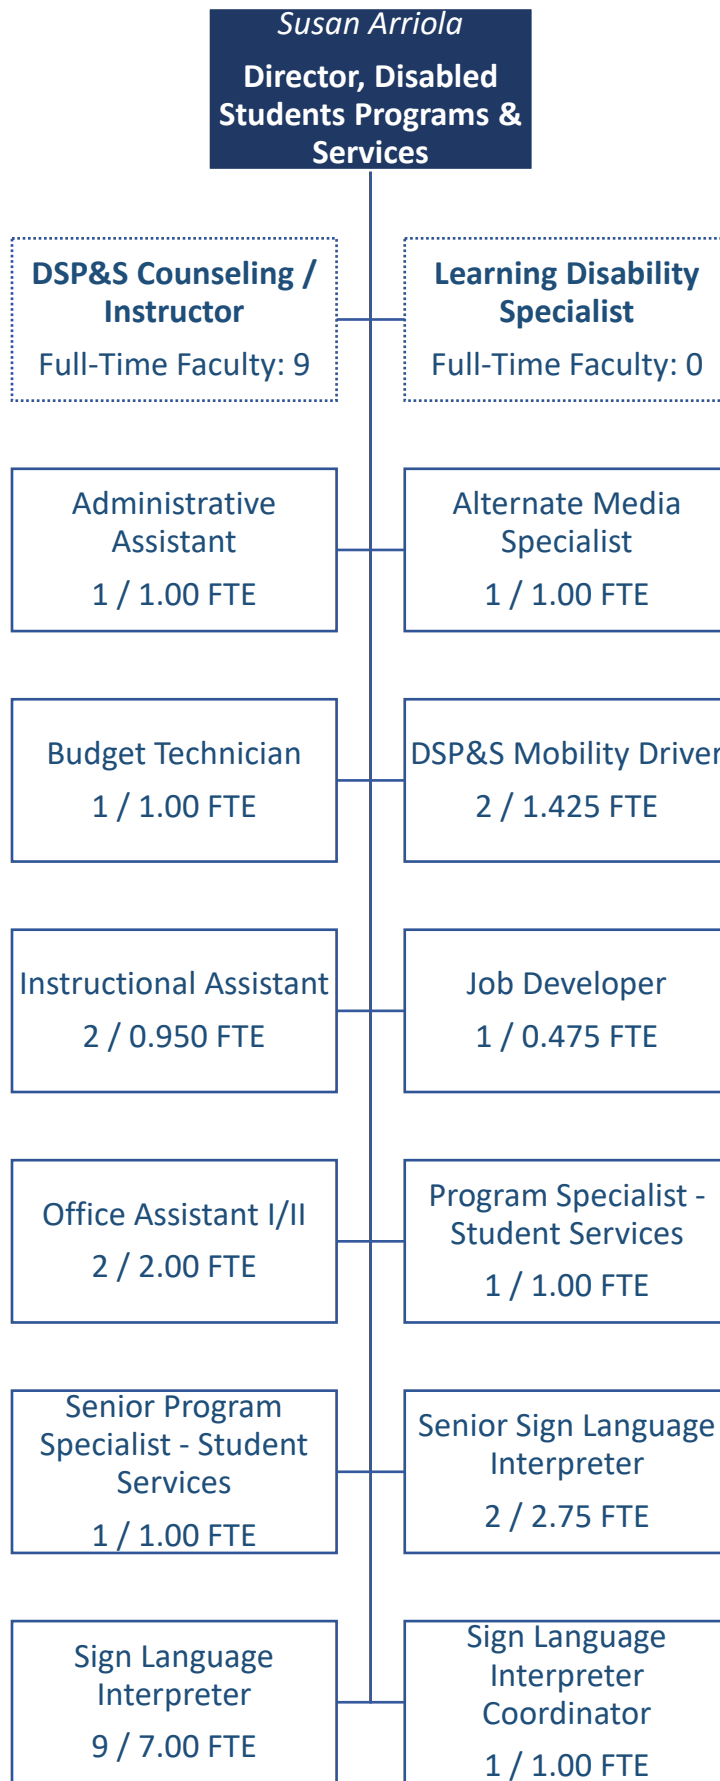 Susan Arriola
Director, Disabled
Students Programs &
Services
DSP&S Counseling /
Instructor
Full-Time Faculty: 9
Learning Disability
Specialist
Full-Time Faculty: 0
Administrative
Assistant
1 / 1.00 FTE
Alternate Media
Specialist
1 / 1.00 FTE
Budget Technician
1 / 1.00 FTE
DSP&S Mobility Driver
2 / 1.425 FTE
Instructional Assistant
2 / 0.950 FTE
Job Developer
1 / 0.475 FTE
Office Assistant I/II
2 / 2.00 FTE
Program Specialist -
Student Services
1 / 1.00 FTE
Senior Program
Specialist - Student
Services
1 / 1.00 FTE
Senior Sign Language
Interpreter
2 / 2.75 FTE
Sign Language
Interpreter
9 / 7.00 FTE
Sign Language
Interpreter
Coordinator
1 / 1.00 FTE